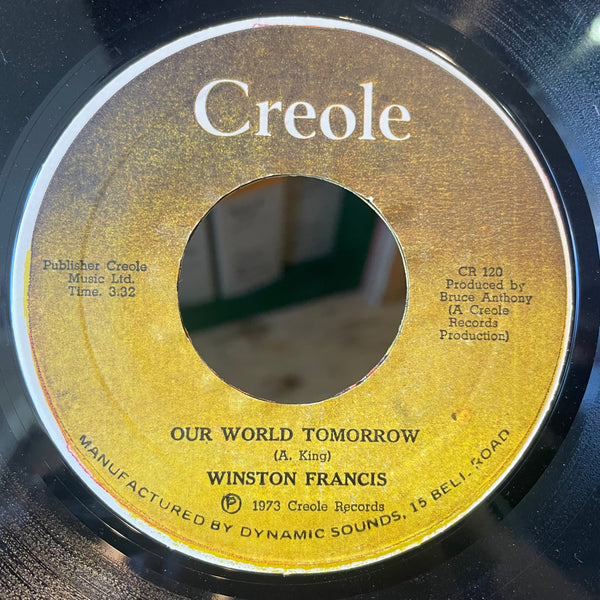 Creole
Publisher Creole
Music Ltd.
Time. 3.32
CR 120
Produced by
Bruce Anthony
(A Creole
Records
Production)
OUR WORLD TOMORROW
(A. King)
WINSTON FRANCIS
Ⓟ 1973 Creole Records
MANUFACTURED BY DYNAMIC SOUNDS, 15 BELL ROAD